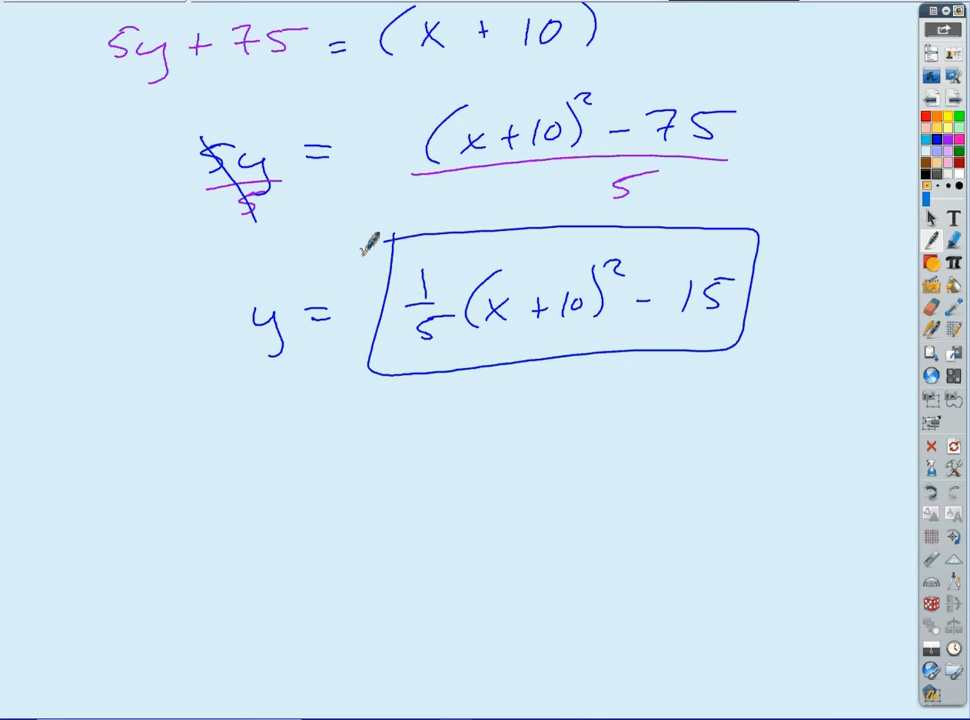 5y + 75 = (x + 10)
5y/5 = ((x + 10)² - 75)/5
y = 1/5 (x + 10)² - 15
T